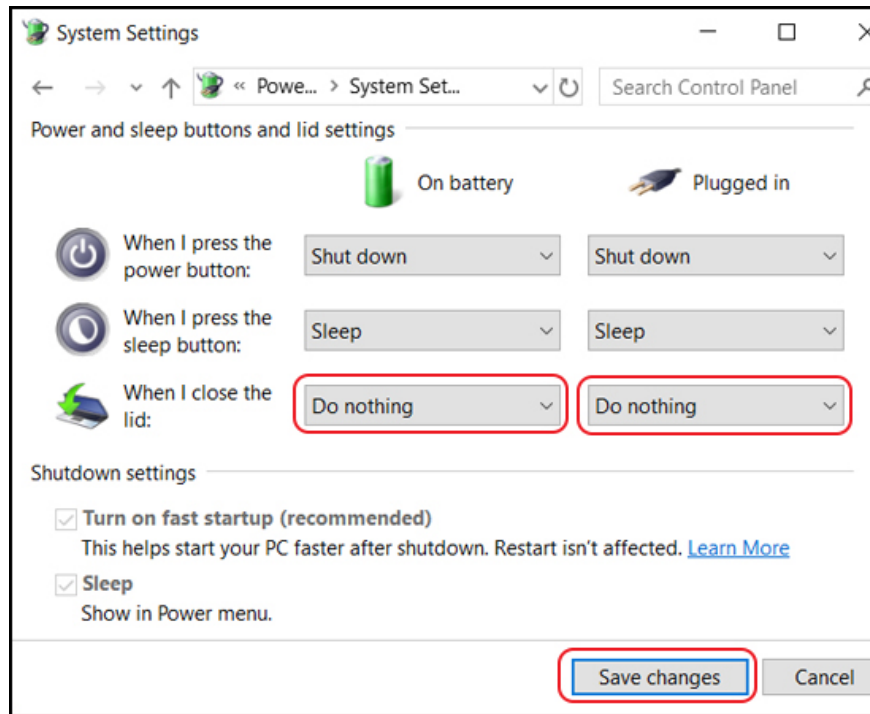 System Settings
« Powe... > System Set...
Search Control Panel
Power and sleep buttons and lid settings
On battery
Plugged in
When I press the
power button:
Shut down
Shut down
When I press the
sleep button:
Sleep
Sleep
When I close the
lid:
Do nothing
Do nothing
Shutdown settings
Turn on fast startup (recommended)
This helps start your PC faster after shutdown. Restart isn't affected. Learn More
Sleep
Show in Power menu.
Save changes
Cancel